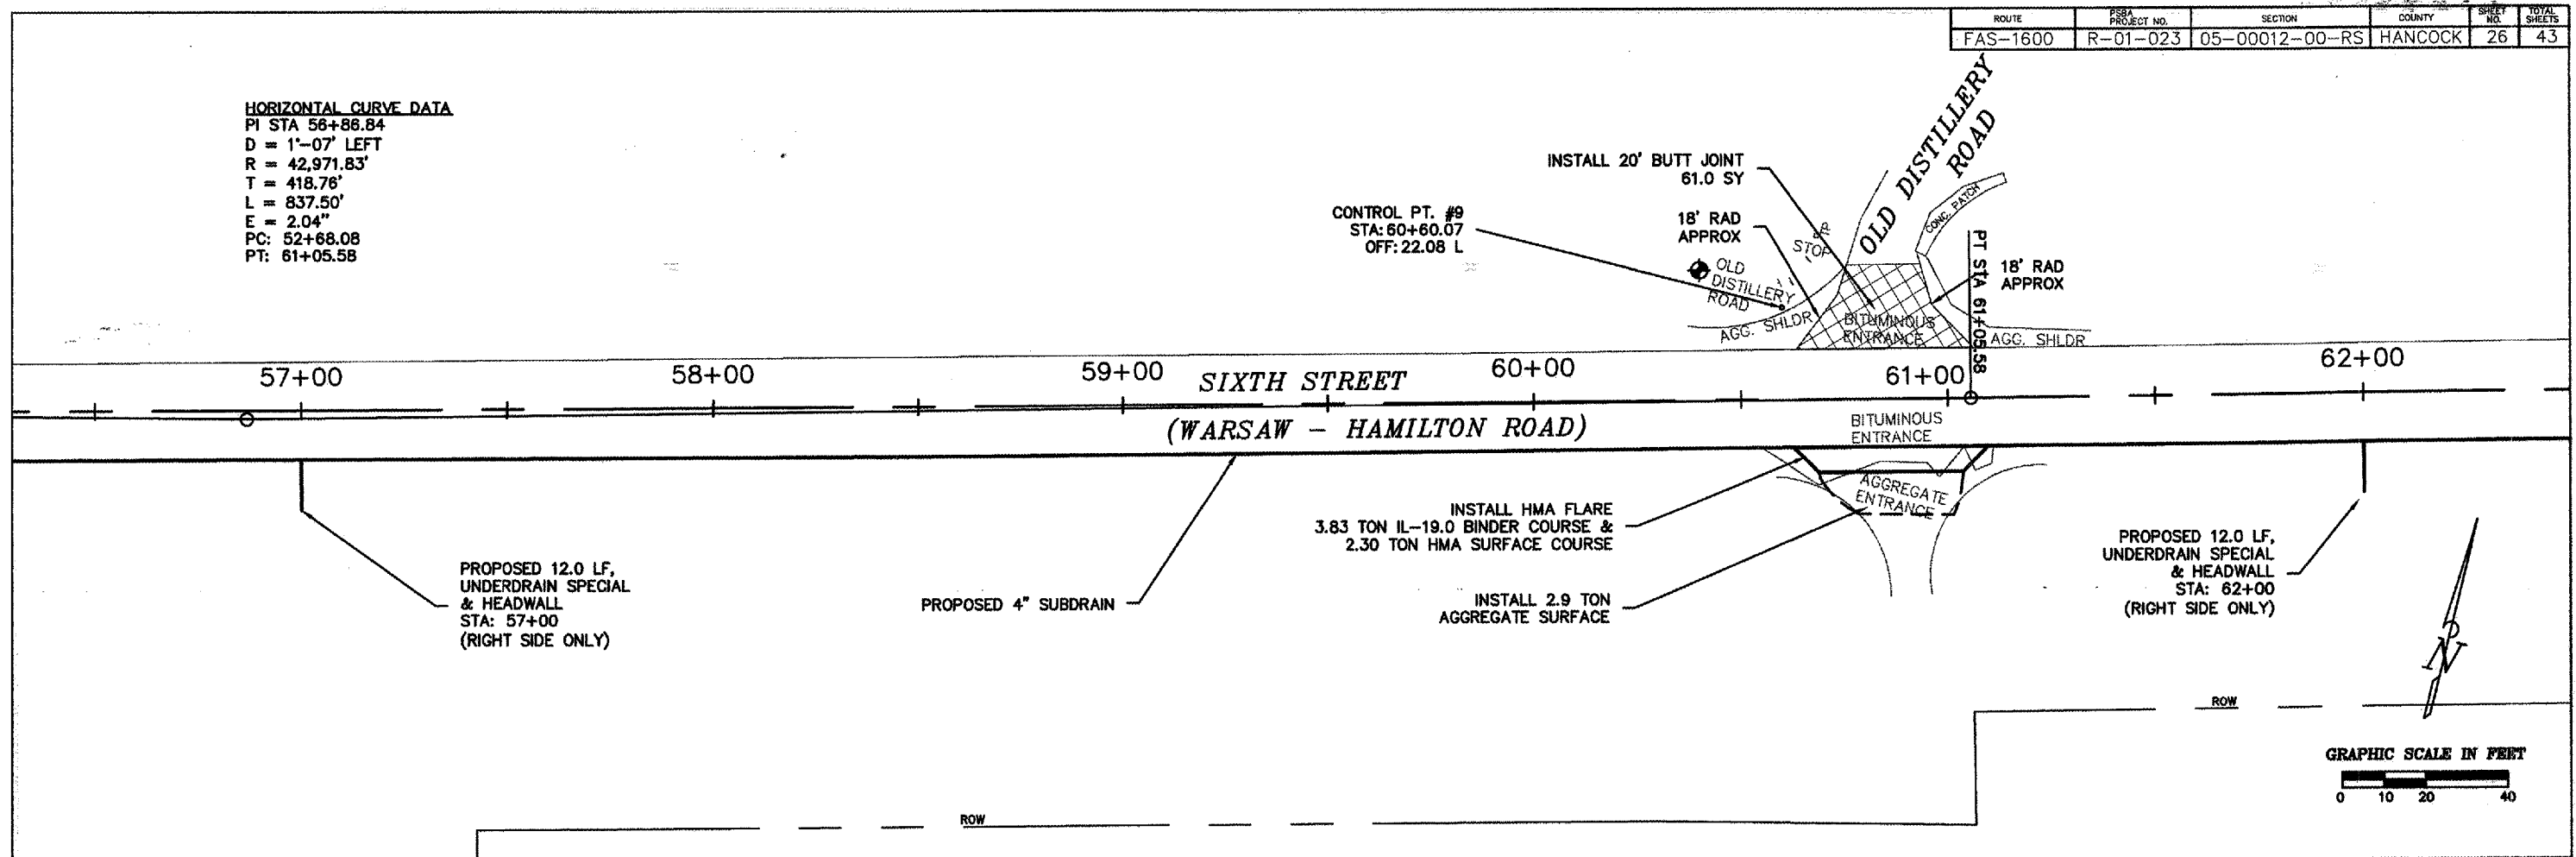 ROUTE
PSBA PROJECT NO.
SECTION
COUNTY
SHEET NO.
TOTAL SHEETS
FAS-1600
R-01-023
05-00012-00-RS
HANCOCK
26
43
HORIZONTAL CURVE DATA
PI STA 56+86.84
D = 1°-07' LEFT
R = 42,971.83'
T = 418.76'
L = 837.50'
E = 2.04"
PC: 52+68.08
PT: 61+05.58
OLD DISTILLERY
ROAD
INSTALL 20' BUTT JOINT
61.0 SY
CONTROL PT. #9
STA: 60+60.07
OFF: 22.08 L
18' RAD
APPROX
STOP
CONC. PATCH
OLD
DISTILLERY
ROAD
18' RAD
APPROX
PT STA 61+05.58
AGG. SHLDR
BITUMINOUS
ENTRANCE
AGG. SHLDR
57+00
58+00
59+00
SIXTH STREET
60+00
61+00
62+00
(WARSAW - HAMILTON ROAD)
BITUMINOUS
ENTRANCE
AGGREGATE
ENTRANCE
INSTALL HMA FLARE
3.83 TON IL-19.0 BINDER COURSE &
2.30 TON HMA SURFACE COURSE
PROPOSED 12.0 LF,
UNDERDRAIN SPECIAL
& HEADWALL
STA: 57+00
(RIGHT SIDE ONLY)
PROPOSED 4" SUBDRAIN
INSTALL 2.9 TON
AGGREGATE SURFACE
PROPOSED 12.0 LF,
UNDERDRAIN SPECIAL
& HEADWALL
STA: 62+00
(RIGHT SIDE ONLY)
N
ROW
GRAPHIC SCALE IN FEET
0 10 20 40
ROW